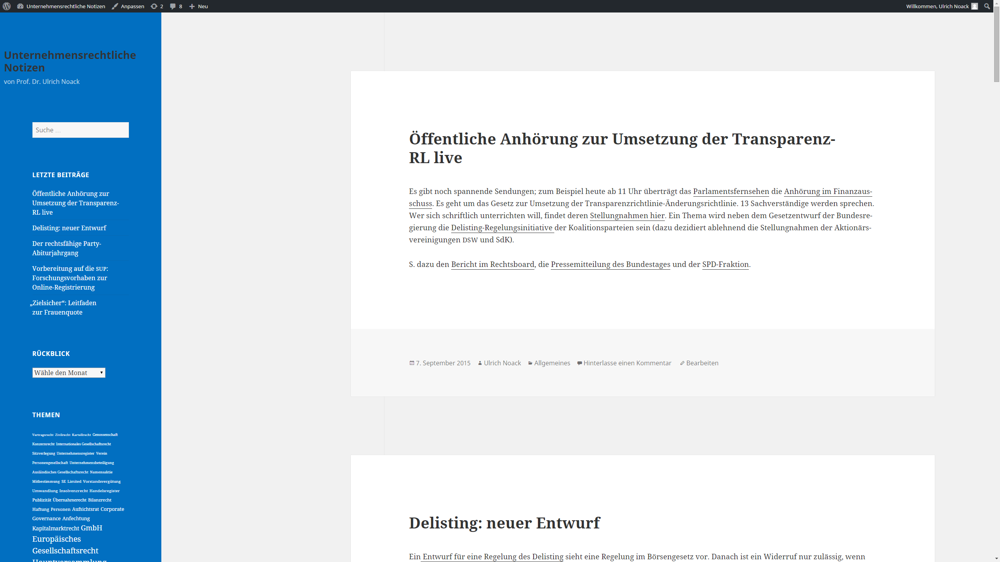 Unternehmensrechtliche Notizen Anpassen 2 8 Neu Willkommen, Ulrich Noack
Unternehmensrechtliche
Notizen
von Prof. Dr. Ulrich Noack
Suche …
LETZTE BEITRÄGE
Öffentliche Anhörung zur
Umsetzung der Transparenz-
RL live
Delisting: neuer Entwurf
Der rechtsfähige Party-
Abiturjahrgang
Vorbereitung auf die SUP:
Forschungsvorhaben zur
Online-Registrierung
„Zielsicher“: Leitfaden
zur Frauenquote
RÜCKBLICK
Wähle den Monat
THEMEN
Vertragsrecht Zivilrecht Kartellrecht Genossenschaft
Konzernrecht Internationales Gesellschaftsrecht
Sitzverlegung Unternehmensregister Verein
Personengesellschaft Unternehmensbeteiligung
Ausländisches Gesellschaftsrecht Namensaktie
Mitbestimmung SE Limited Vorstandsvergütung
Umwandlung Insolvenzrecht Handelsregister
Publizität Übernahmerecht Bilanzrecht
Haftung Personen Aufsichtsrat Corporate
Governance Anfechtung
Kapitalmarktrecht GmbH
Europäisches
Gesellschaftsrecht
Hauptversammlung
Öffentliche Anhörung zur Umsetzung der Transparenz-
RL live
Es gibt noch spannende Sendungen; zum Beispiel heute ab 11 Uhr überträgt das Parlamentsfernsehen die Anhörung im Finanzaus-
schuss. Es geht um das Gesetz zur Umsetzung der Transparenzrichtlinie-Änderungsrichtlinie. 13 Sachverständige werden sprechen.
Wer sich schriftlich unterrichten will, findet deren Stellungnahmen hier. Ein Thema wird neben dem Gesetzentwurf der Bundesre-
gierung die Delisting-Regelungsinitiative der Koalitionsparteien sein (dazu dezidiert ablehnend die Stellungnahmen der Aktionärs-
vereinigungen DSW und SdK).
S. dazu den Bericht im Rechtsboard, die Pressemitteilung des Bundestages und der SPD-Fraktion.
7. September 2015 Ulrich Noack Allgemeines Hinterlasse einen Kommentar Bearbeiten
Delisting: neuer Entwurf
Ein Entwurf für eine Regelung des Delisting sieht eine Regelung im Börsengesetz vor. Danach ist ein Widerruf nur zulässig, wenn